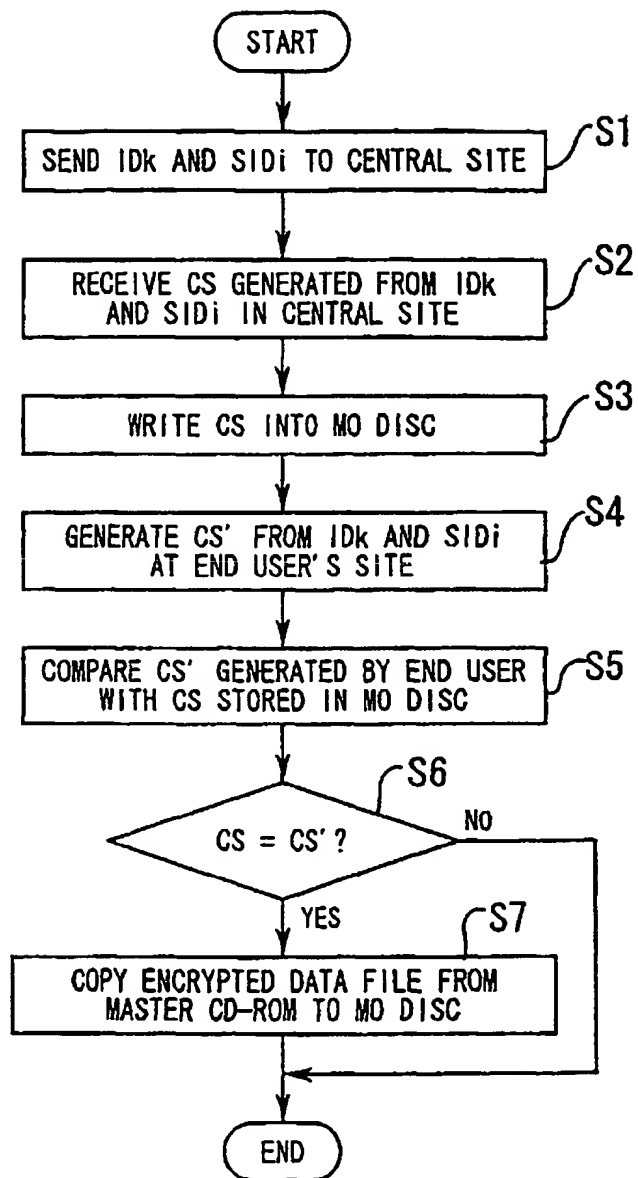 START
S1
SEND IDk AND SIDi TO CENTRAL SITE
S2
RECEIVE CS GENERATED FROM IDk
AND SIDi IN CENTRAL SITE
S3
WRITE CS INTO MO DISC
S4
GENERATE CS' FROM IDk AND SIDi
AT END USER'S SITE
S5
COMPARE CS' GENERATED BY END USER
WITH CS STORED IN MO DISC
S6
CS = CS'?
NO
YES
S7
COPY ENCRYPTED DATA FILE FROM
MASTER CD-ROM TO MO DISC
END